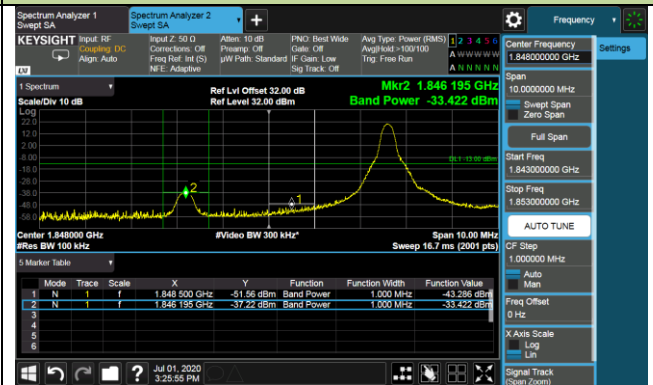 Spectrum Analyzer 1
Swept SA
Spectrum Analyzer 2
Swept SA
+
Frequency
KEYSIGHT
Input: RF
Coupling: DC
Align: Auto
Input Z: 50 Ω
Corrections: Off
Freq Ref: Int (S)
NFE: Adaptive
Atten: 10 dB
Preamp: Off
µW Path: Standard
PNO: Best Wide
Gate: Off
IF Gain: Low
Sig Track: Off
Avg Type: Power (RMS)
Avg|Hold:>100/100
Trig: Free Run
1 2 3 4 5 6
A W W W W W
A N N N N N
LXI
1 Spectrum
Scale/Div 10 dB
Ref Lvl Offset 32.00 dB
Ref Level 32.00 dBm
Mkr2 1.846 195 GHz
Band Power -33.422 dBm
Log
22.0
12.0
2.00
-8.00
-18.0
-28.0
-38.0
-48.0
-58.0
DL1 -13.00 dBm
2
1
Center 1.848000 GHz
#Res BW 100 kHz
#Video BW 300 kHz*
Span 10.00 MHz
Sweep 16.7 ms (2001 pts)
5 Marker Table
Mode Trace Scale X Y Function Function Width Function Value
1 N 1 f 1.848 500 GHz -51.56 dBm Band Power 1.000 MHz -43.286 dBm
2 N 1 f 1.846 195 GHz -37.22 dBm Band Power 1.000 MHz -33.422 dBm
3
4
5
6
?
Jul 01, 2020
3:25:55 PM
Center Frequency
1.848000000 GHz
Settings
Span
10.0000000 MHz
Swept Span
Zero Span
Full Span
Start Freq
1.843000000 GHz
Stop Freq
1.853000000 GHz
AUTO TUNE
CF Step
1.000000 MHz
Auto
Man
Freq Offset
0 Hz
X Axis Scale
Log
Lin
Signal Track
(Span Zoom)